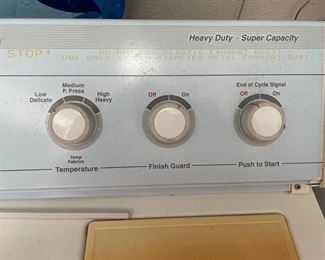 Heavy Duty · Super Capacity
STOP! DO NOT USE PLASTIC EXHAUST DUCT!
USE ONLY DIAMETER METAL EXHAUST DUCT
Medium
P. Press
Low
Delicate
High
Heavy
Temp
Fabrics
Temperature
Off
On
Finish Guard
End of Cycle Signal
Off
On
Push to Start